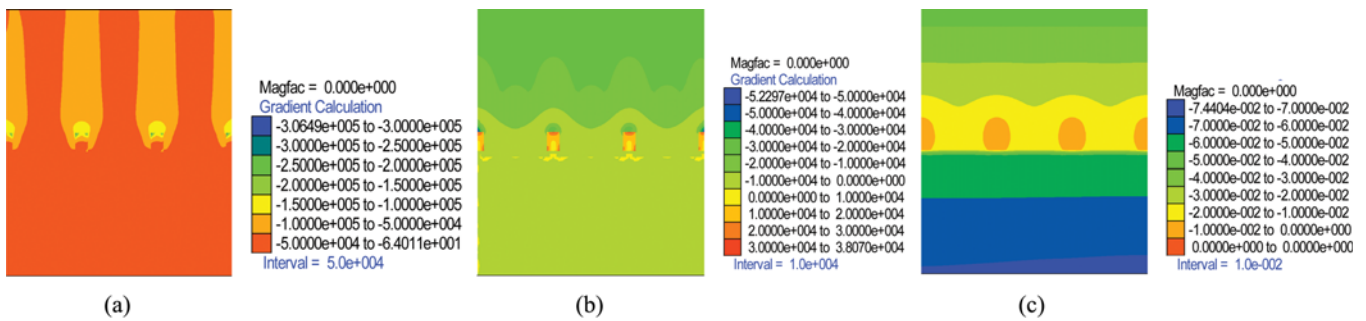 Magfac = 0.000e+000
Gradient Calculation
-3.0649e+005 to -3.0000e+005
-3.0000e+005 to -2.5000e+005
-2.5000e+005 to -2.0000e+005
-2.0000e+005 to -1.5000e+005
-1.5000e+005 to -1.0000e+005
-1.0000e+005 to -5.0000e+004
-5.0000e+004 to -6.4011e+001
Interval = 5.0e+004
(a)
Magfac = 0.000e+000
Gradient Calculation
-5.2297e+004 to -5.0000e+004
-5.0000e+004 to -4.0000e+004
-4.0000e+004 to -3.0000e+004
-3.0000e+004 to -2.0000e+004
-2.0000e+004 to -1.0000e+004
-1.0000e+004 to 0.0000e+000
0.0000e+000 to 1.0000e+004
1.0000e+004 to 2.0000e+004
2.0000e+004 to 3.0000e+004
3.0000e+004 to 3.8070e+004
Interval = 1.0e+004
(b)
Magfac = 0.000e+000
-7.4404e-002 to -7.0000e-002
-7.0000e-002 to -6.0000e-002
-6.0000e-002 to -5.0000e-002
-5.0000e-002 to -4.0000e-002
-4.0000e-002 to -3.0000e-002
-3.0000e-002 to -2.0000e-002
-2.0000e-002 to -1.0000e-002
-1.0000e-002 to 0.0000e+000
0.0000e+000 to 0.0000e+000
Interval = 1.0e-002
(c)